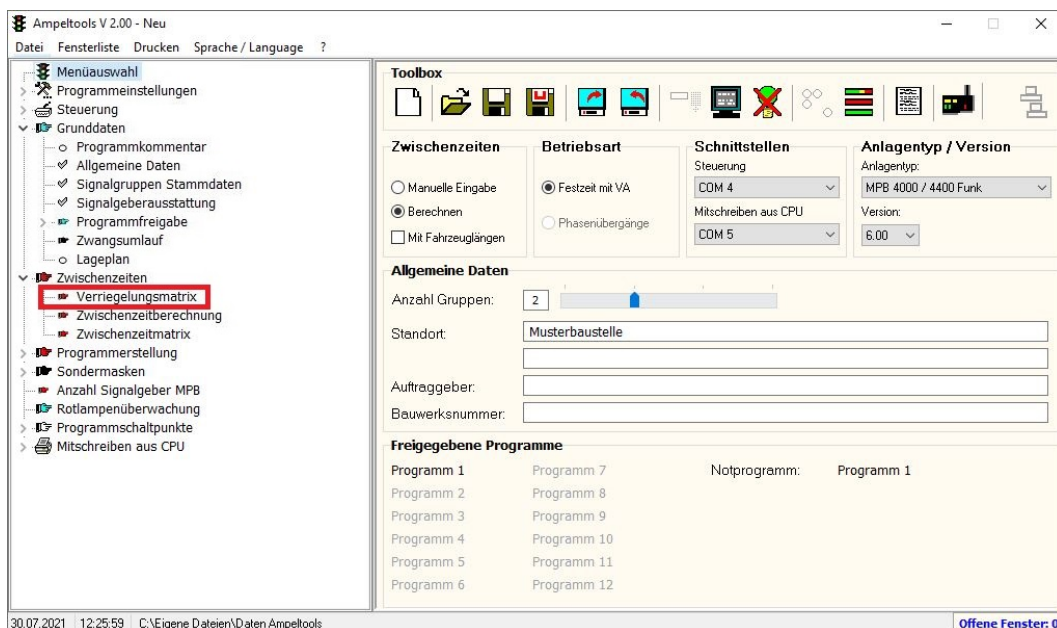 Ampeltools V 2.00 - Neu
Datei Fensterliste Drucken Sprache / Language ?
Menüauswahl
Programmeinstellungen
Steuerung
Grunddaten
Programmkommentar
Allgemeine Daten
Signalgruppen Stammdaten
Signalgeberausstattung
Programmfreigabe
Zwangsumlauf
Lageplan
Zwischenzeiten
Verriegelungsmatrix
Zwischenzeitberechnung
Zwischenzeitmatrix
Programmerstellung
Sondermasken
Anzahl Signalgeber MPB
Rotlampenüberwachung
Programmschaltpunkte
Mitschreiben aus CPU
Toolbox
Zwischenzeiten
Manuelle Eingabe
Berechnen
Mit Fahrzeuglängen
Betriebsart
Festzeit mit VA
Phasenübergänge
Schnittstellen
Steuerung
COM 4
Mitschreiben aus CPU
COM 5
Anlagentyp / Version
Anlagentyp:
MPB 4000 / 4400 Funk
Version:
6.00
Allgemeine Daten
Anzahl Gruppen: 2
Standort: Musterbaustelle
Auftraggeber:
Bauwerksnummer:
Freigegebene Programme
Programm 1 Programm 7 Notprogramm: Programm 1
Programm 2 Programm 8
Programm 3 Programm 9
Programm 4 Programm 10
Programm 5 Programm 11
Programm 6 Programm 12
30.07.2021 12:25:59 C:\Eigene Dateien\Daten Ampeltools Offene Fenster: 0